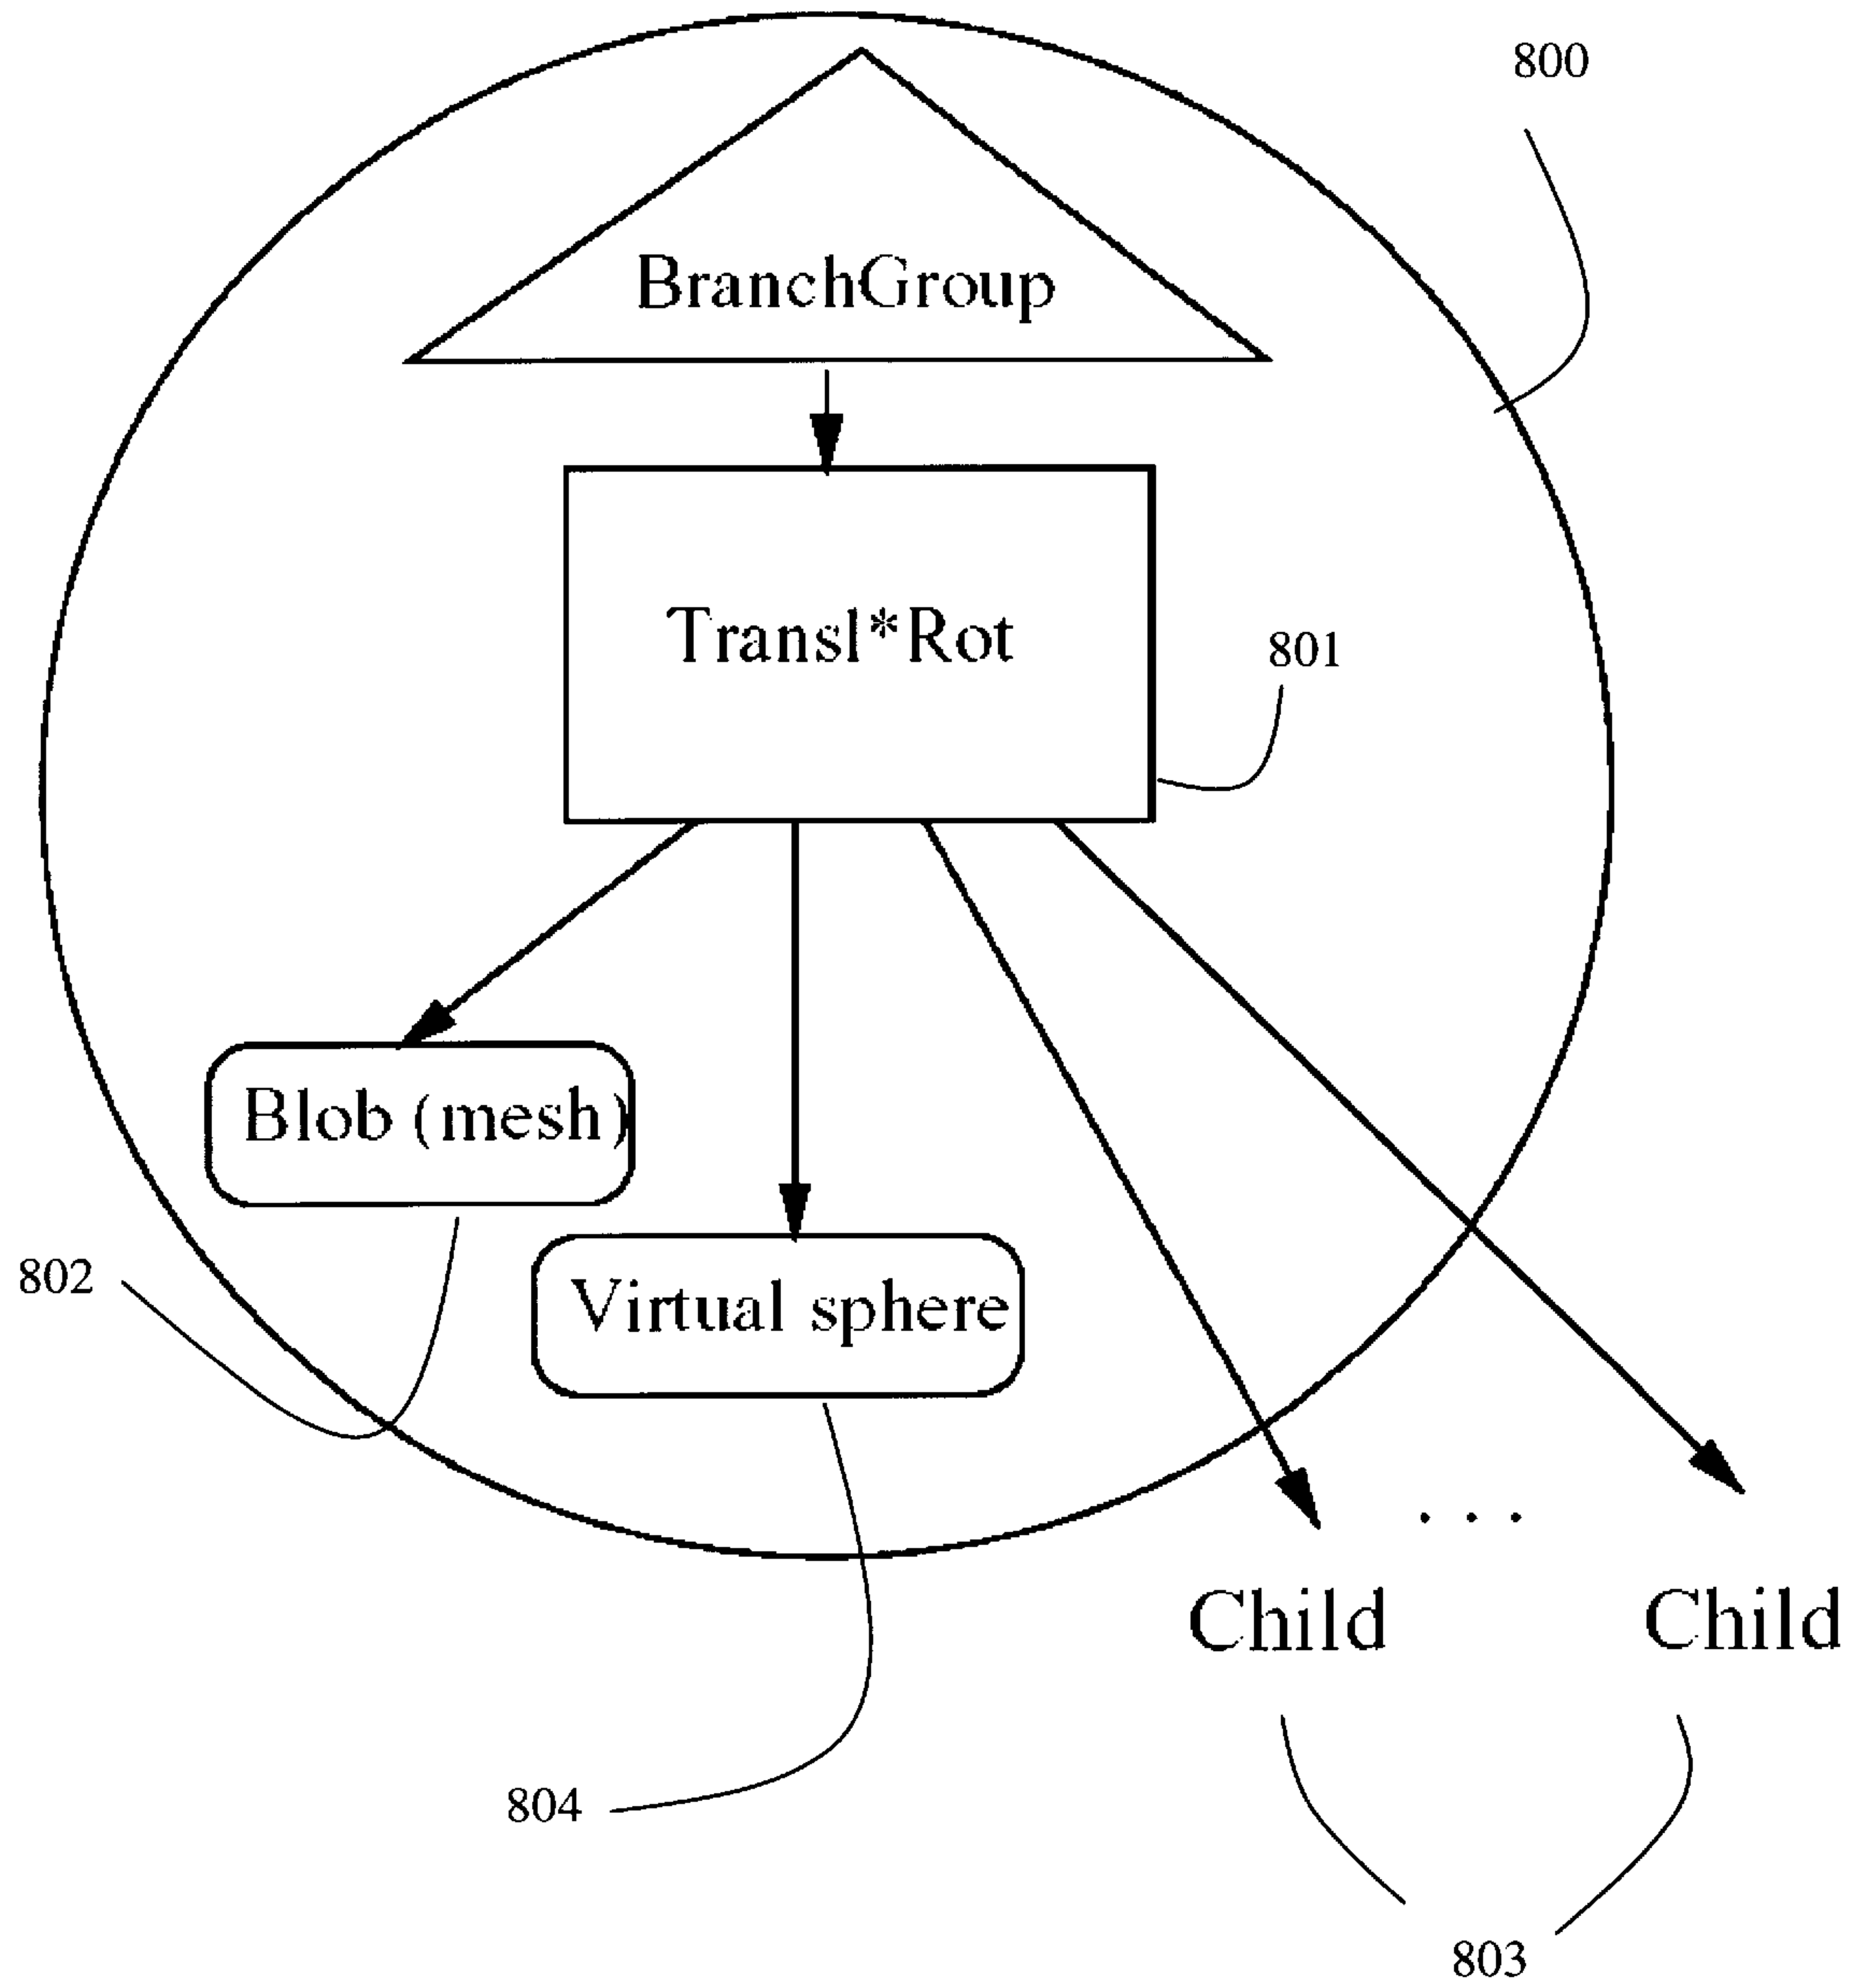 800
BranchGroup
Transl*Rot
801
Blob (mesh)
802
Virtual sphere
. . .
Child
Child
804
803